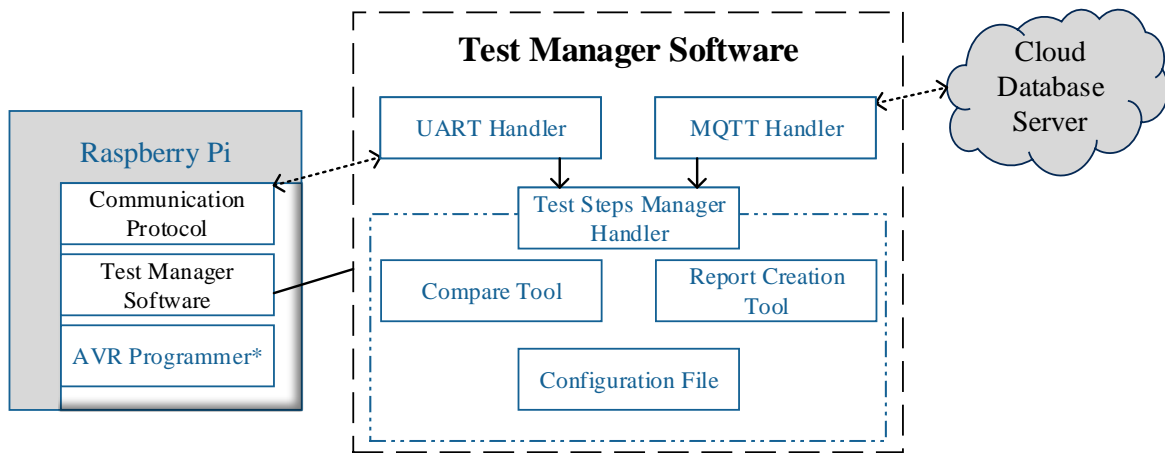 Test Manager Software
Cloud
Database
Server
UART Handler
MQTT Handler
Raspberry Pi
Communication
Protocol
Test Manager
Software
AVR Programmer*
Test Steps Manager
Handler
Compare Tool
Report Creation
Tool
Configuration File